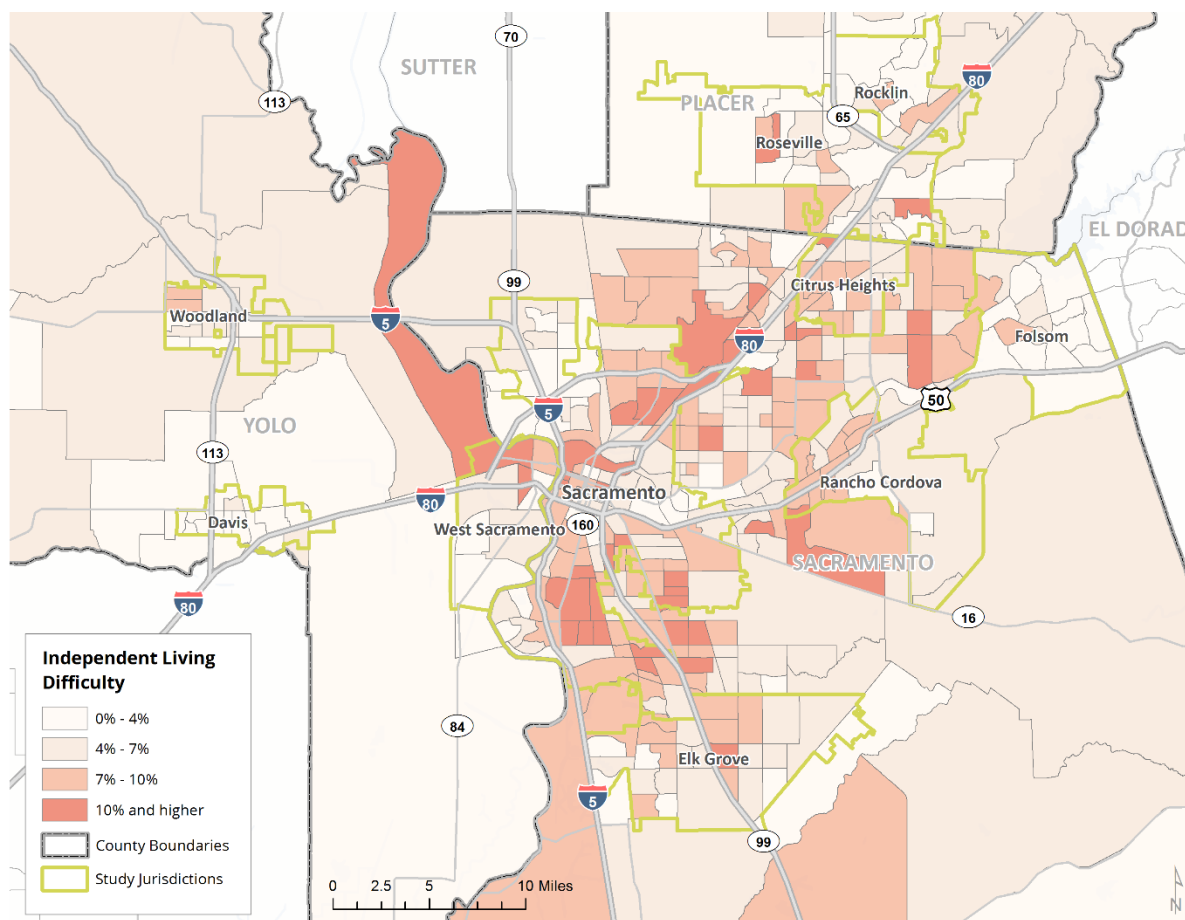 70
SUTTER
80
113
Rocklin
PLACER
65
Roseville
EL DORAD
99
Citrus Heights
Woodland
5
80
Folsom
50
5
YOLO
113
Rancho Cordova
Sacramento
80
Davis
West Sacramento
160
SACRAMENTO
80
16
Independent Living
Difficulty
0% - 4%
4% - 7%
7% - 10%
10% and higher
County Boundaries
Study Jurisdictions
84
Elk Grove
5
99
0 2.5 5 10 Miles
N